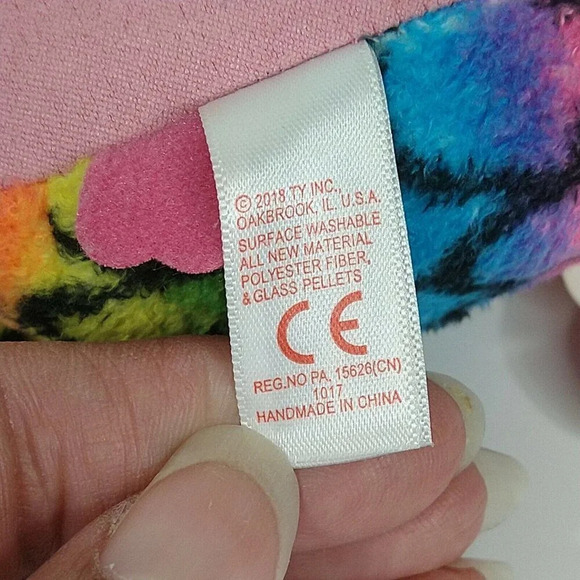 © 2018 TY INC.,
OAKBROOK, IL. U.S.A.
SURFACE WASHABLE
ALL NEW MATERIAL
POLYESTER FIBER,
& GLASS PELLETS
CE
REG.NO PA. 15626(CN)
1017
HANDMADE IN CHINA